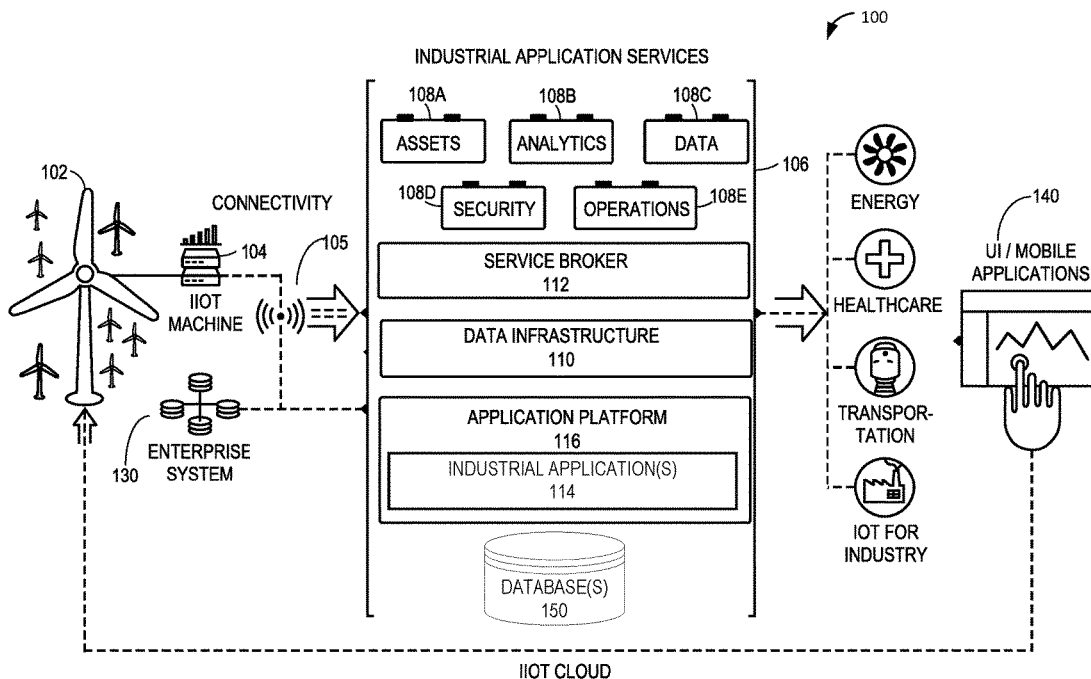 100
INDUSTRIAL APPLICATION SERVICES
108A
108B
108C
ASSETS
ANALYTICS
DATA
106
108D
SECURITY
OPERATIONS
108E
SERVICE BROKER
112
DATA INFRASTRUCTURE
110
APPLICATION PLATFORM
116
INDUSTRIAL APPLICATION(S)
114
DATABASE(S)
150
102
CONNECTIVITY
104
105
IIOT
MACHINE
130
ENTERPRISE
SYSTEM
ENERGY
HEALTHCARE
TRANSPOR-
TATION
IOT FOR
INDUSTRY
140
UI / MOBILE
APPLICATIONS
IIOT CLOUD